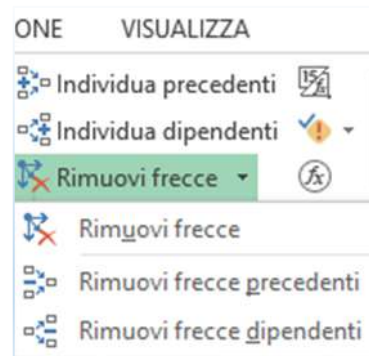 ONE VISUALIZZA
Individua precedenti
Individua dipendenti
Rimuovi frecce
Rimuovi frecce
Rimuovi frecce precedenti
Rimuovi frecce dipendenti